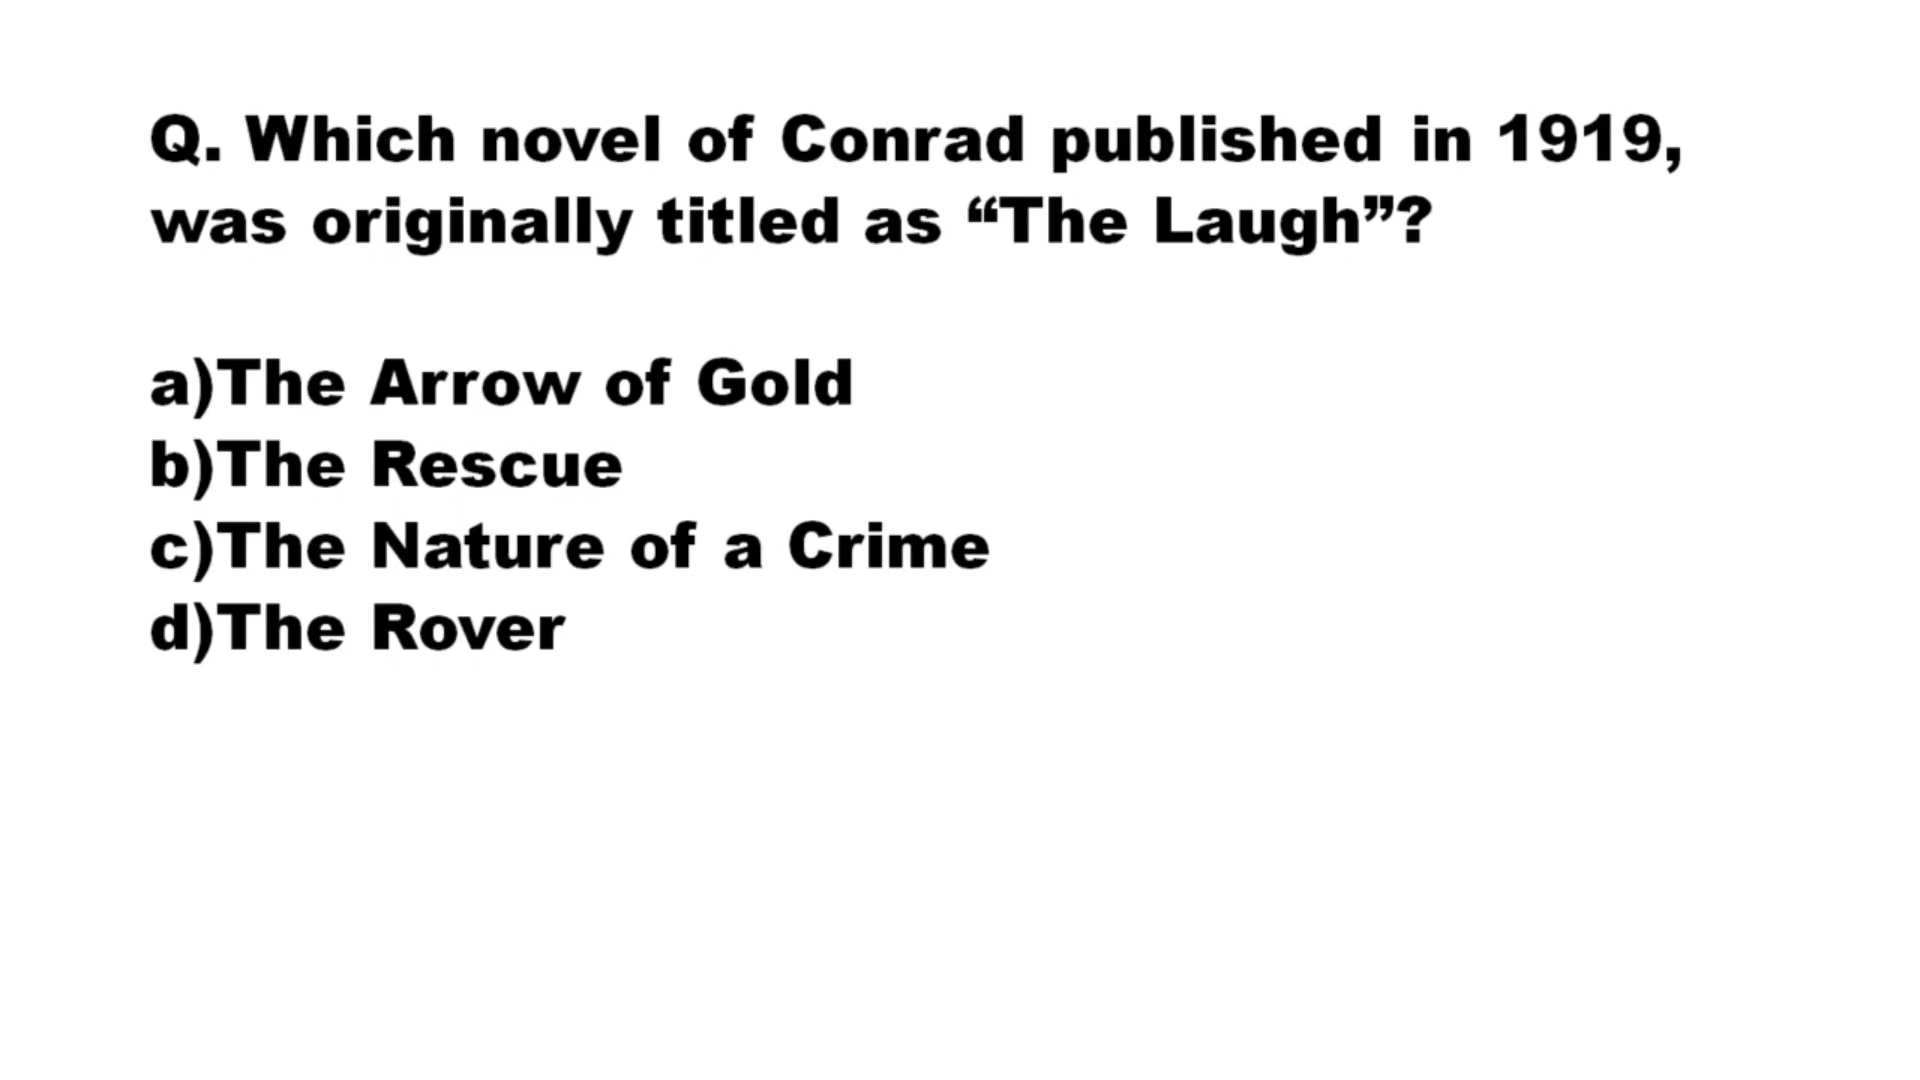 Q. Which novel of Conrad published in 1919,
was originally titled as “The Laugh”?
a)The Arrow of Gold
b)The Rescue
c)The Nature of a Crime
d)The Rover